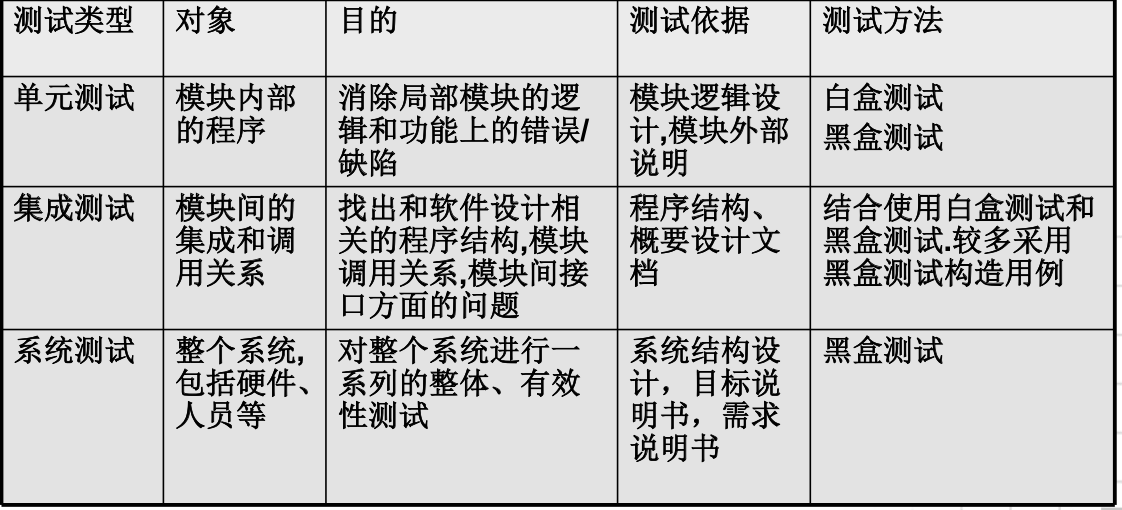 测试类型
对象
目的
测试依据
测试方法
单元测试
模块内部
的程序
消除局部模块的逻
辑和功能上的错误/
缺陷
模块逻辑设
计,模块外部
说明
白盒测试
黑盒测试
集成测试
模块间的
集成和调
用关系
找出和软件设计相
关的程序结构,模块
调用关系,模块间接
口方面的问题
程序结构、
概要设计文
档
结合使用白盒测试和
黑盒测试.较多采用
黑盒测试构造用例
系统测试
整个系统,
包括硬件、
人员等
对整个系统进行一
系列的整体、有效
性测试
系统结构设
计，目标说
明书，需求
说明书
黑盒测试